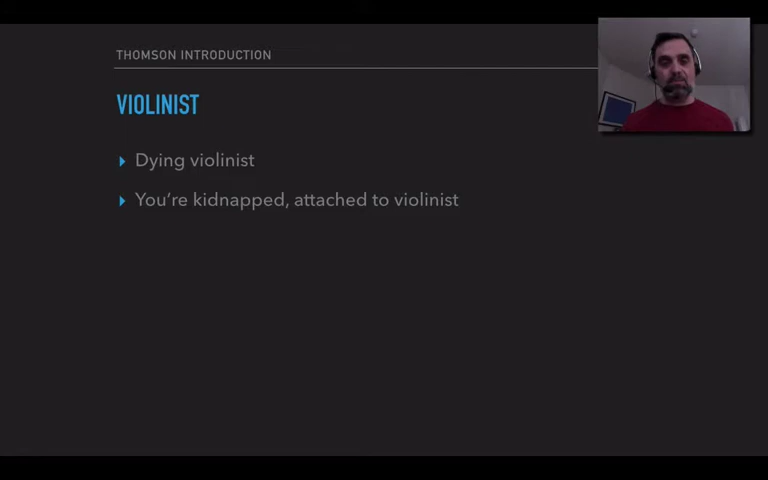 THOMSON INTRODUCTION
VIOLINIST
Dying violinist
You're kidnapped, attached to violinist